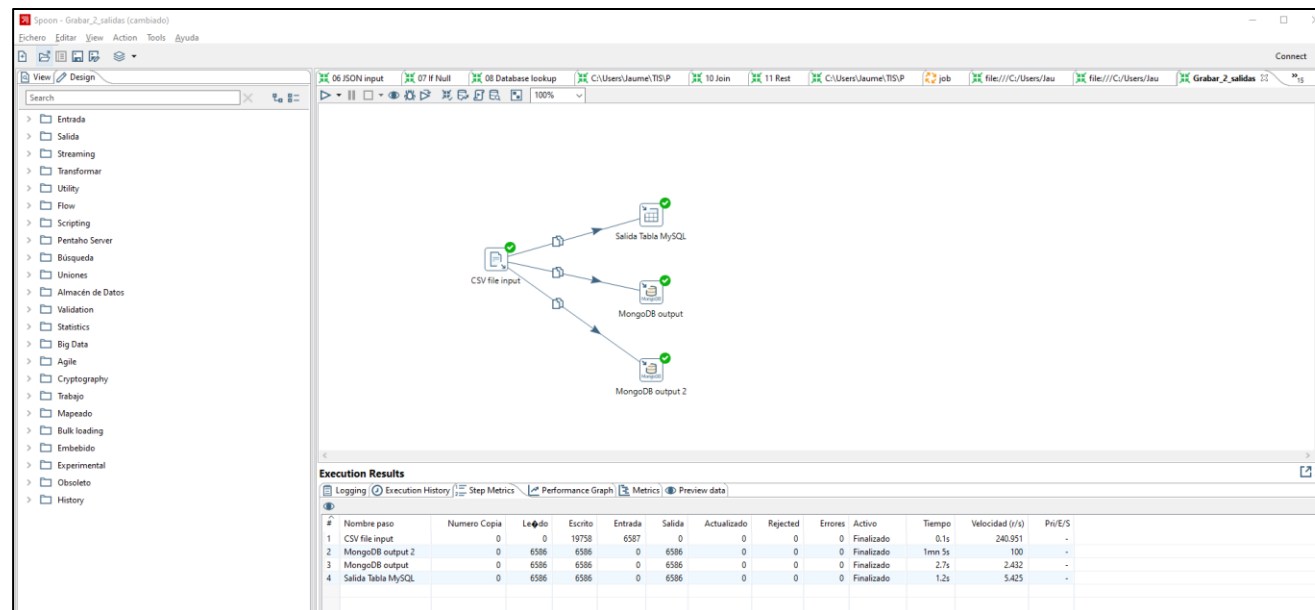 Spoon - Grabar_2_salidas (cambiado)
Fichero Editar View Action Tools Ayuda
Connect
View Design
06 JSON input 07 If Null 08 Database lookup C:\Users\Jaume\TIS\P 10 Join 11 Rest C:\Users\Jaume\TIS\P job file:///C:/Users/Jau file:///C:/Users/Jau Grabar_2_salidas »15
Search
100%
Entrada
Salida
Streaming
Transformar
Utility
Flow
Scripting
Pentaho Server
Búsqueda
Uniones
Almacén de Datos
Validation
Statistics
Big Data
Agile
Cryptography
Trabajo
Mapeado
Bulk loading
Embebido
Experimental
Obsoleto
History
Salida Tabla MySQL
CSV file input
MongoDB
MongoDB output
MongoDB
MongoDB output 2
Execution Results
Logging Execution History Step Metrics Performance Graph Metrics Preview data
# Nombre paso Numero Copia Le�do Escrito Entrada Salida Actualizado Rejected Errores Activo Tiempo Velocidad (r/s) Pri/E/S
1 CSV file input 0 0 19758 6587 0 0 0 0 Finalizado 0.1s 240.951 -
2 MongoDB output 2 0 6586 6586 0 6586 0 0 0 Finalizado 1mn 5s 100 -
3 MongoDB output 0 6586 6586 0 6586 0 0 0 Finalizado 2.7s 2.432 -
4 Salida Tabla MySQL 0 6586 6586 0 6586 0 0 0 Finalizado 1.2s 5.425 -